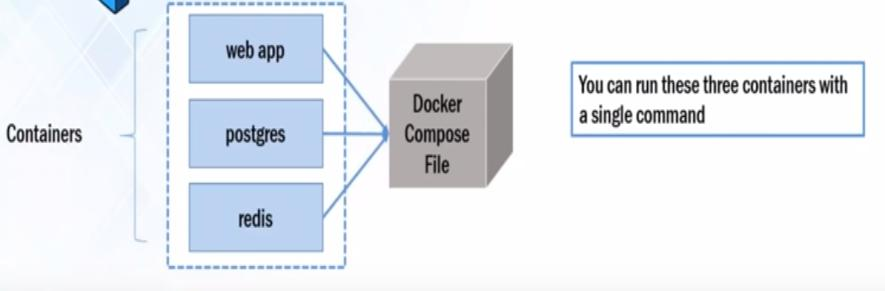 Containers
web app
postgres
redis
Docker
Compose
File
You can run these three containers with
a single command